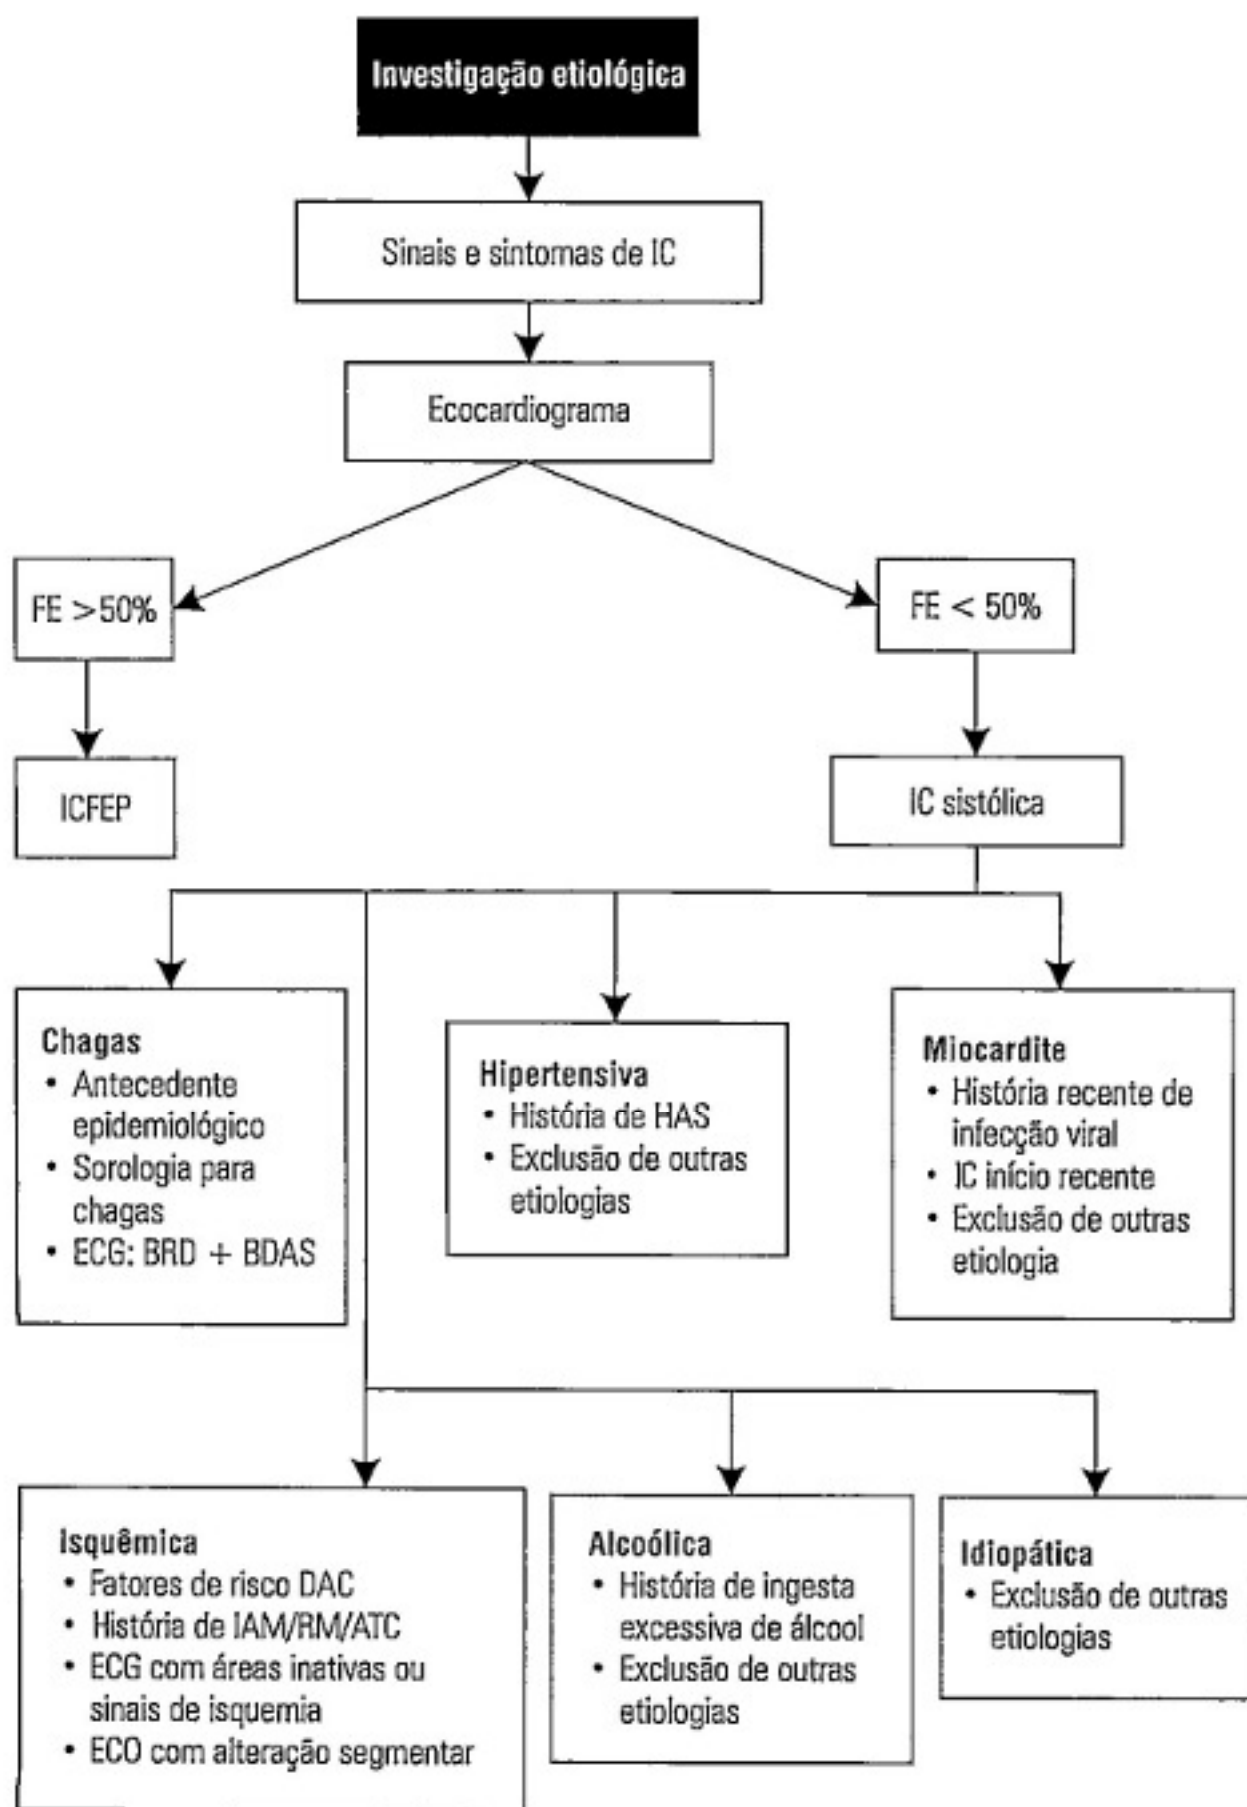 Investigação etiológica
Sinais e sintomas de IC
Ecocardiograma
FE >50%
FE < 50%
ICFEP
IC sistólica
Chagas
• Antecedente
epidemiológico
• Sorologia para
chagas
• ECG: BRD + BDAS
Hipertensiva
• História de HAS
• Exclusão de outras
etiologias
Miocardite
• História recente de
infecção viral
• IC início recente
• Exclusão de outras
etiologia
Isquêmica
• Fatores de risco DAC
• História de IAM/RM/ATC
• ECG com áreas inativas ou
sinais de isquemia
• ECO com alteração segmentar
Alcoólica
• História de ingesta
excessiva de álcool
• Exclusão de outras
etiologias
Idiopática
• Exclusão de outras
etiologias